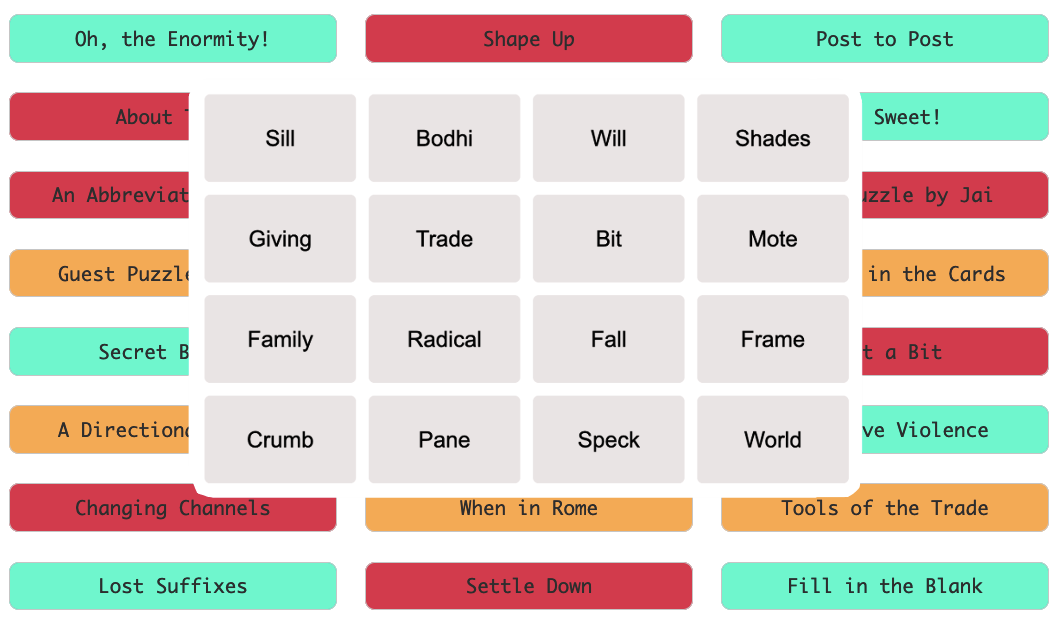 Oh, the Enormity! Shape Up Post to Post
About Sweet!
Sill Bodhi Will Shades
An Abbreviat uzzle by Jai
Giving Trade Bit Mote
Guest Puzzle in the Cards
Family Radical Fall Frame
Secret B t a Bit
A Directiona ve Violence
Crumb Pane Speck World
Changing Channels When in Rome Tools of the Trade
Lost Suffixes Settle Down Fill in the Blank